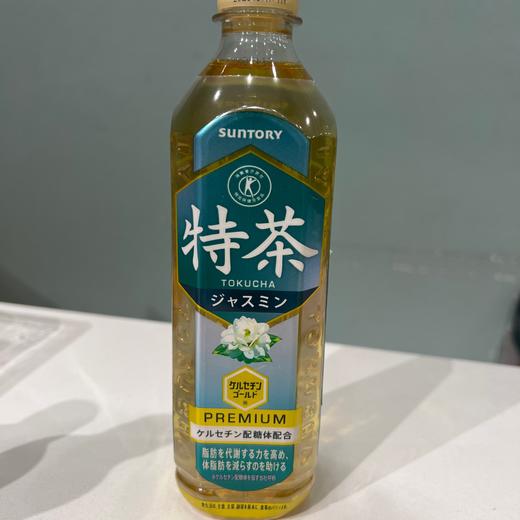 SUNTORY
特茶
TOKUCHA
ジャスミン
ケルセチン
ゴールド
PREMIUM
ケルセチン配糖体配合
脂肪を代謝する力を高め、
体脂肪を減らすのを助ける